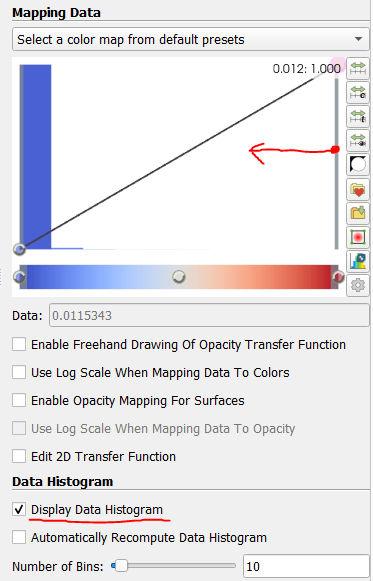 Mapping Data
Select a color map from default presets
0.012: 1.000
Data: 0.0115343
Enable Freehand Drawing Of Opacity Transfer Function
Use Log Scale When Mapping Data To Colors
Enable Opacity Mapping For Surfaces
Use Log Scale When Mapping Data To Opacity
Edit 2D Transfer Function
Data Histogram
Display Data Histogram
Automatically Recompute Data Histogram
Number of Bins: 10